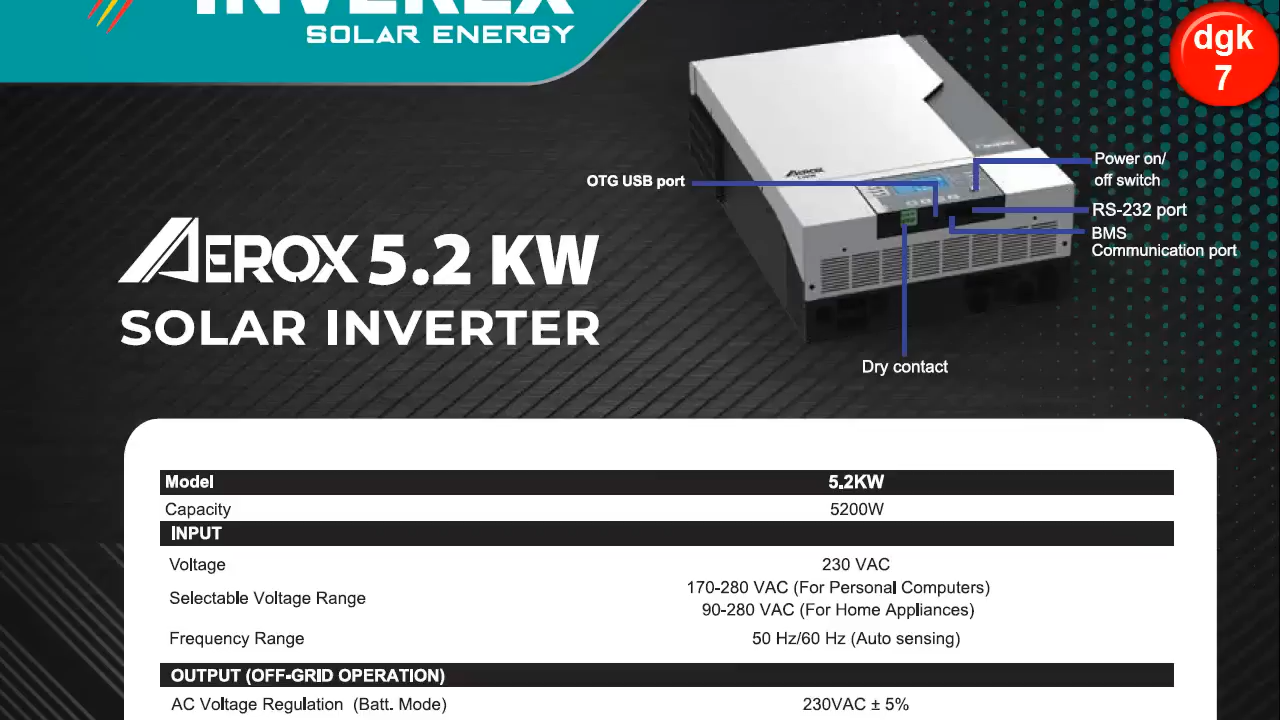 INVEREX
SOLAR ENERGY
dgk
7
OTG USB port
Power on/
off switch
RS-232 port
BMS
Communication port
Dry contact
AEROX
AEROX 5.2 KW
SOLAR INVERTER
Model 5.2KW
Capacity 5200W
INPUT
Voltage 230 VAC
Selectable Voltage Range 170-280 VAC (For Personal Computers)
90-280 VAC (For Home Appliances)
Frequency Range 50 Hz/60 Hz (Auto sensing)
OUTPUT (OFF-GRID OPERATION)
AC Voltage Regulation (Batt. Mode) 230VAC ± 5%